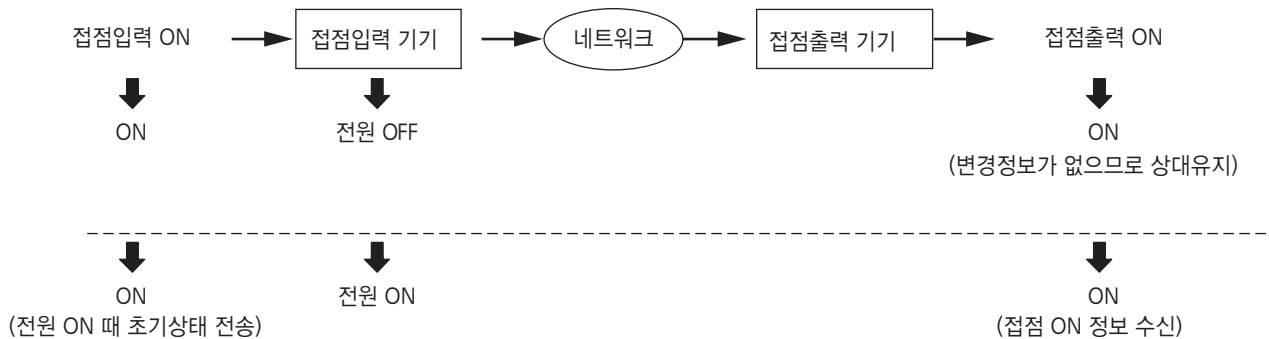 접점입력 ON
접점입력 기기
네트워크
접점출력 기기
접점출력 ON
ON
전원 OFF
ON
(변경정보가 없으므로 상대유지)
ON
전원 ON
ON
(전원 ON 때 초기상태 전송)
(접점 ON 정보 수신)